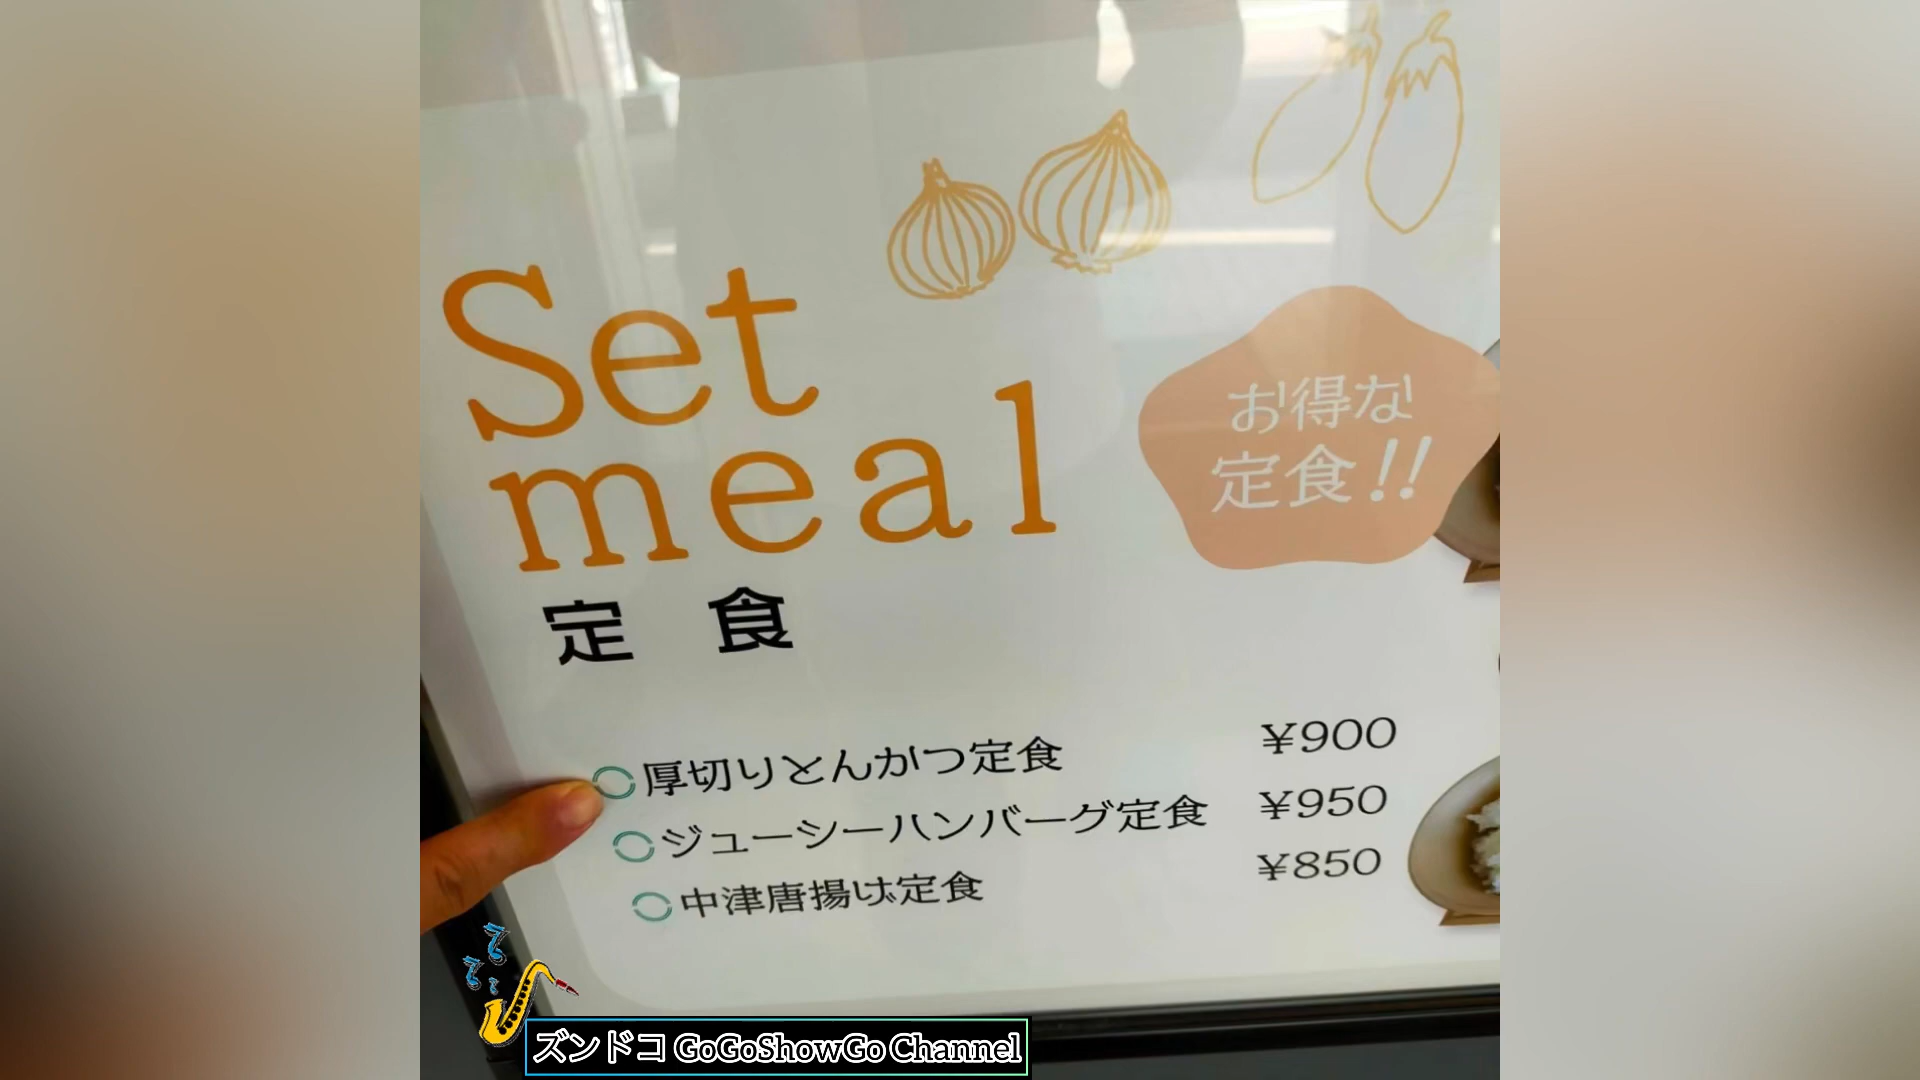 Set
meal
定食
お得な
定食!!
厚切りとんかつ定食 ¥900
ジューシーハンバーグ定食 ¥950
中津唐揚げ定食 ¥850
ズンドコ GoGoShowGo Channel